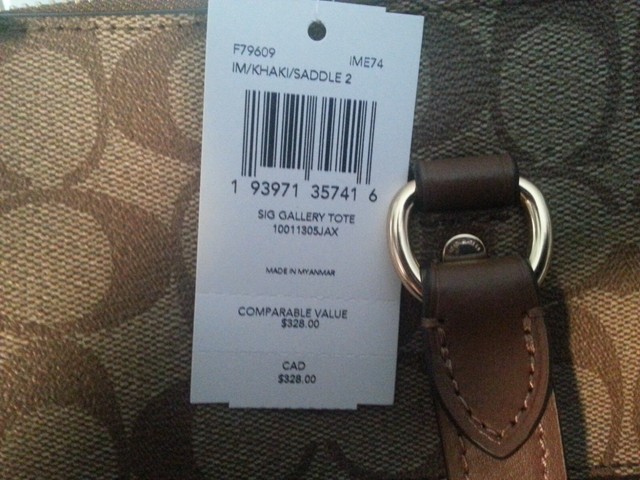 F79609 IME74
IM/KHAKI/SADDLE 2
1 93971 35741 6
SIG GALLERY TOTE
10011305JAX
MADE IN MYANMAR
COMPARABLE VALUE
$328.00
CAD
$328.00